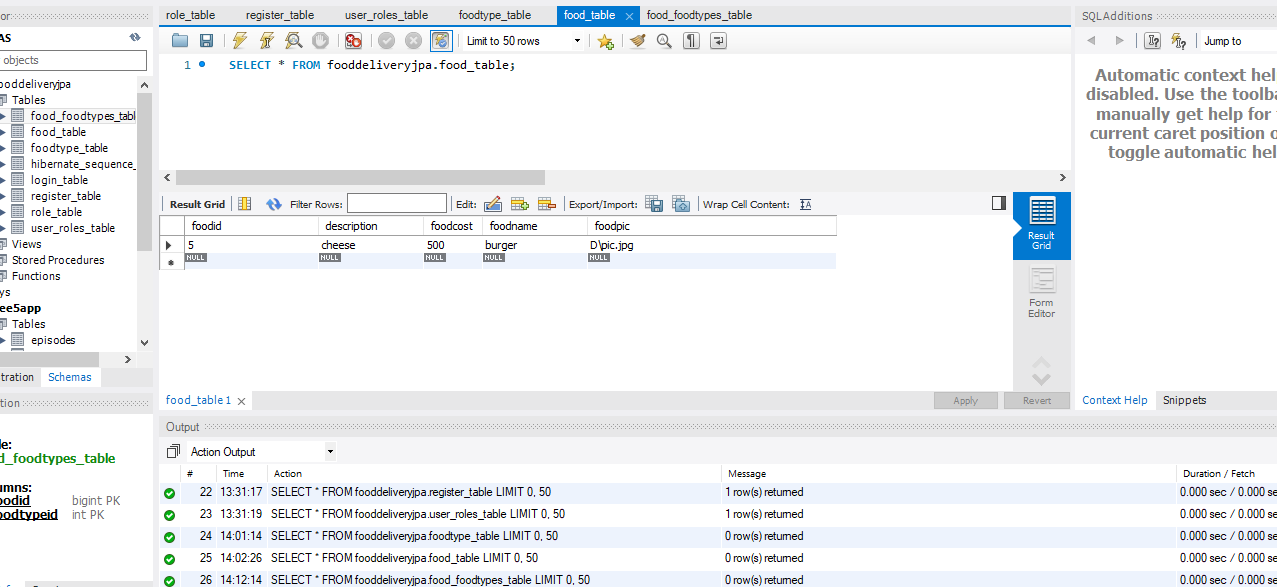 role_table register_table user_roles_table foodtype_table food_table food_foodtypes_table
Limit to 50 rows
1 SELECT * FROM fooddeliveryjpa.food_table;
AS
objects
ooddeliveryjpa
Tables
food_foodtypes_tabl
food_table
foodtype_table
hibernate_sequence_
login_table
register_table
role_table
user_roles_table
Views
Stored Procedures
Functions
ys
ee5app
Tables
episodes
tration Schemas
tion
le:
d_foodtypes_table
umns:
oodid bigint PK
oodtypeid int PK
Result Grid Filter Rows: Edit: Export/Import: Wrap Cell Content:
foodid description foodcost foodname foodpic
5 cheese 500 burger D\pic.jpg
NULL NULL NULL NULL NULL
Result
Grid
Form
Editor
food_table 1 Apply Revert
Output
Action Output
# Time Action Message Duration / Fetch
22 13:31:17 SELECT * FROM fooddeliveryjpa.register_table LIMIT 0, 50 1 row(s) returned 0.000 sec / 0.000 se
23 13:31:19 SELECT * FROM fooddeliveryjpa.user_roles_table LIMIT 0, 50 1 row(s) returned 0.000 sec / 0.000 se
24 14:01:14 SELECT * FROM fooddeliveryjpa.foodtype_table LIMIT 0, 50 0 row(s) returned 0.000 sec / 0.000 se
25 14:02:26 SELECT * FROM fooddeliveryjpa.food_table LIMIT 0, 50 0 row(s) returned 0.000 sec / 0.000 se
26 14:12:14 SELECT * FROM fooddeliveryjpa.food_foodtypes_table LIMIT 0, 50 0 row(s) returned 0.000 sec / 0.000 se
SQLAdditions
Jump to
Automatic context hel
disabled. Use the toolba
manually get help for
current caret position o
toggle automatic hel
Context Help Snippets